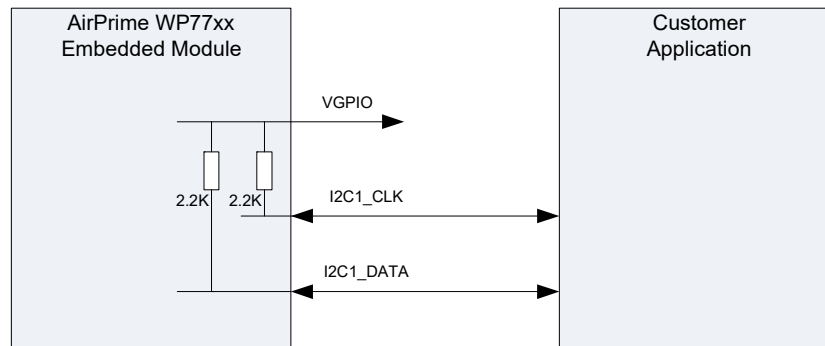 AirPrime WP77xx
Embedded Module
Customer
Application
VGPIO
2.2K 2.2K
I2C1_CLK
I2C1_DATA